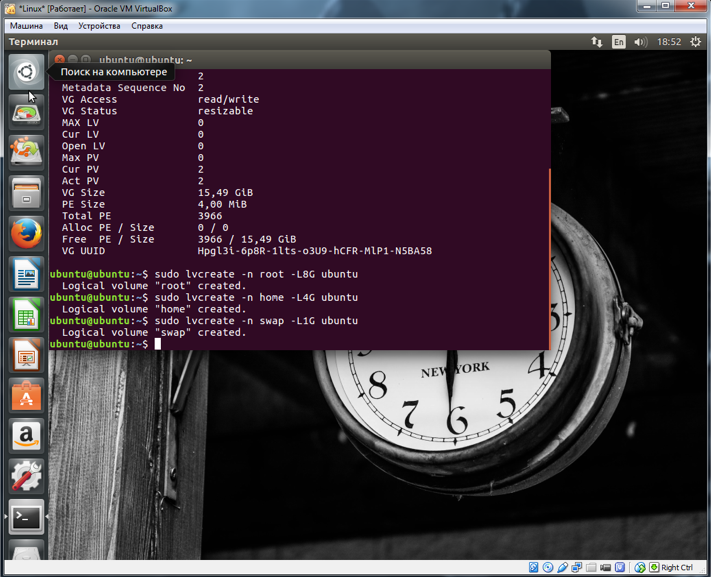 *Linux* [Работает] - Oracle VM VirtualBox
Машина Вид Устройства Справка
Терминал En 18:52
ubuntu@ubuntu: ~
Поиск на компьютере
2
Metadata Sequence No 2
VG Access read/write
VG Status resizable
MAX LV 0
Cur LV 0
Open LV 0
Max PV 0
Cur PV 2
Act PV 2
VG Size 15,49 GiB
PE Size 4,00 MiB
Total PE 3966
Alloc PE / Size 0 / 0
Free PE / Size 3966 / 15,49 GiB
VG UUID Hpgl3i-6p8R-1lts-o3U9-hCFR-MlP1-N5BA58
ubuntu@ubuntu:~$ sudo lvcreate -n root -L8G ubuntu
Logical volume "root" created.
ubuntu@ubuntu:~$ sudo lvcreate -n home -L4G ubuntu
Logical volume "home" created.
ubuntu@ubuntu:~$ sudo lvcreate -n swap -L1G ubuntu
Logical volume "swap" created.
ubuntu@ubuntu:~$
NEW YORK
8
7
6
5
4
Right Ctrl